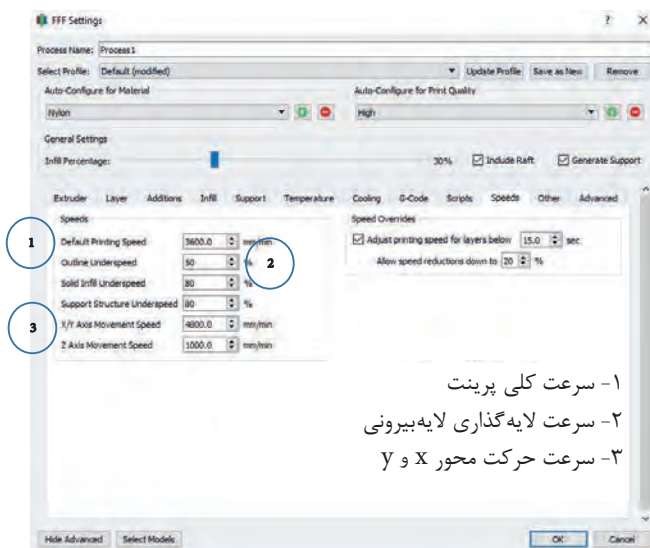 FFF Settings ? X
Process Name: Process1
Select Profile: Default (modified) Update Profile Save as New Remove
Auto-Configure for Material Auto-Configure for Print Quality
Nylon High
General Settings
Infill Percentage: 30% Include Raft Generate Support
Extruder Layer Additions Infill Support Temperature Cooling G-Code Scripts Speeds Other Advanced
Speeds Speed Overrides
1 Default Printing Speed 3600.0 mm/min Adjust printing speed for layers below 15.0 sec
Outline Underspeed 50 % 2 Allow speed reductions down to 20 %
Solid Infill Underspeed 80 %
Support Structure Underspeed 80 %
3 X/Y Axis Movement Speed 4800.0 mm/min
Z Axis Movement Speed 1000.0 mm/min
۱- سرعت کلی پرینت
۲- سرعت لایه‌گذاری لایه‌بیرونی
۳- سرعت حرکت محور x و y
Hide Advanced Select Models OK Cancel